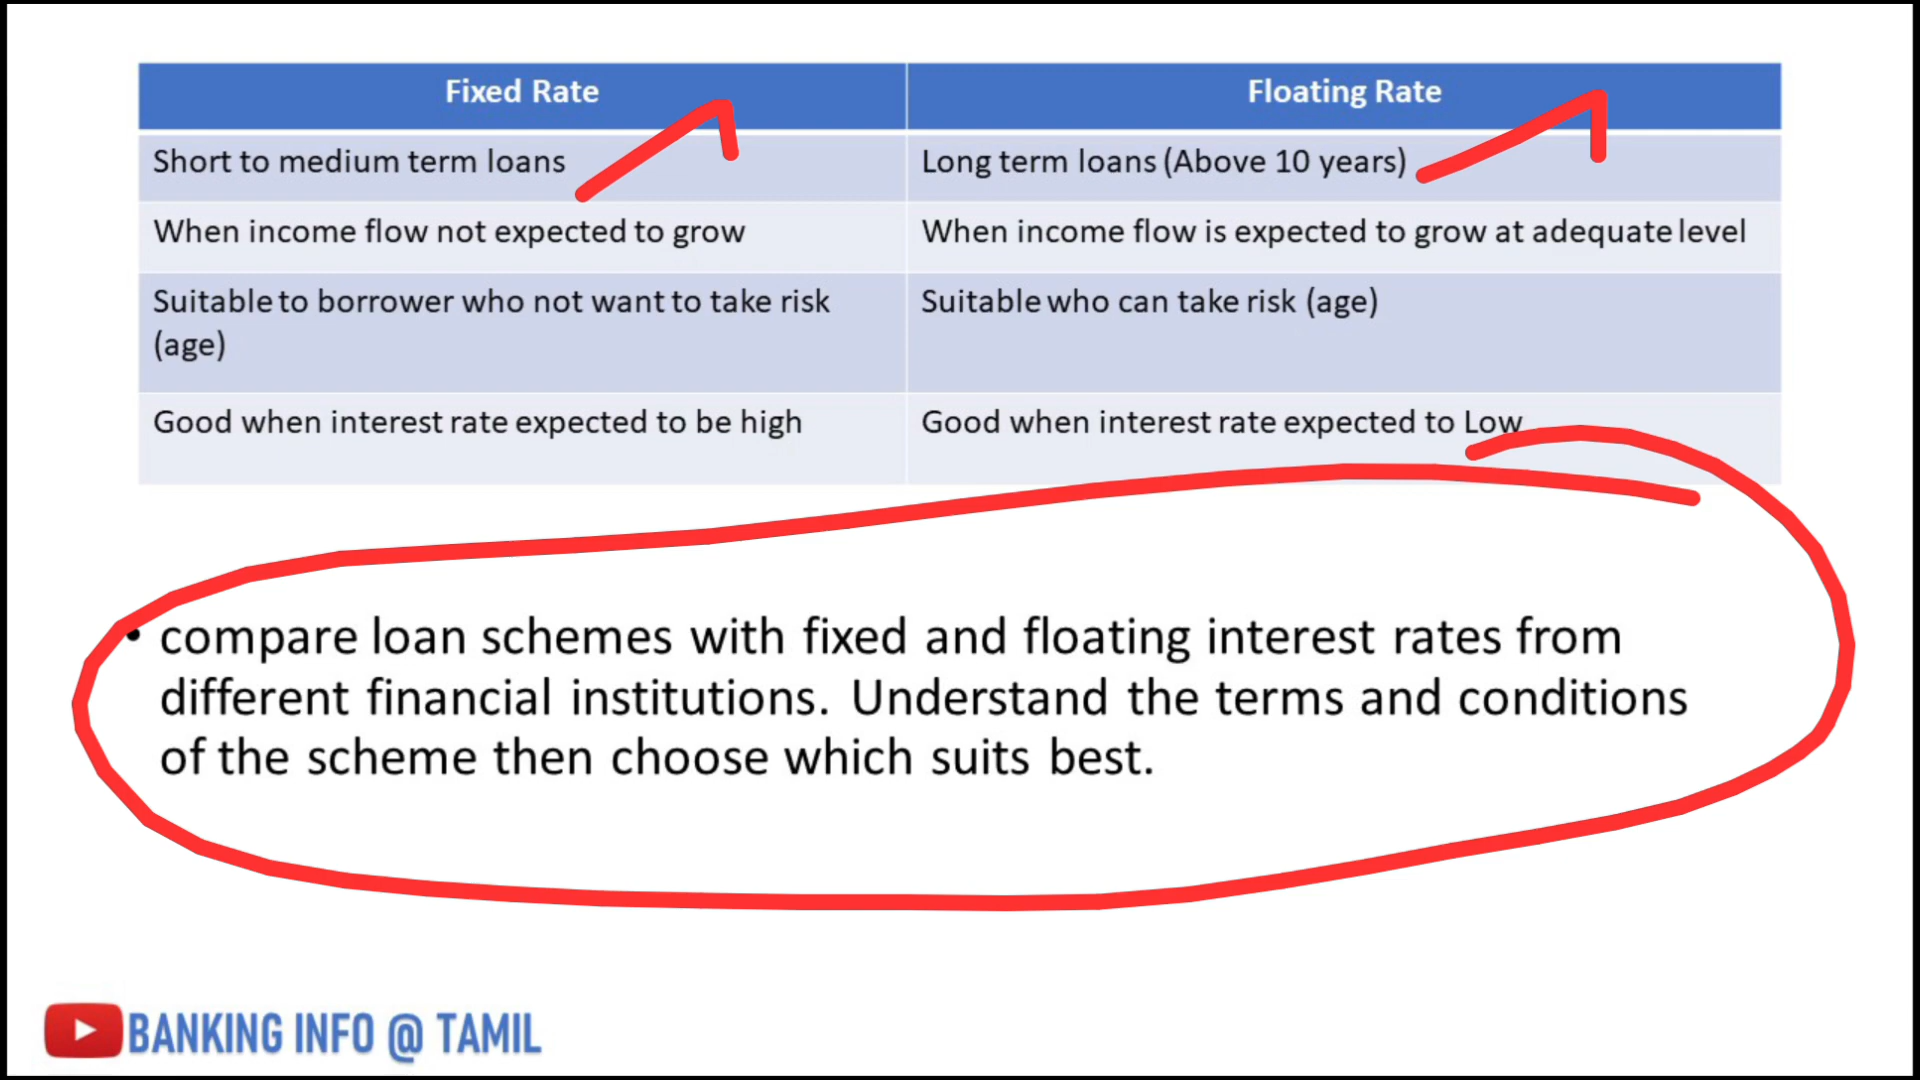 Fixed Rate
Floating Rate
Short to medium term loans
Long term loans (Above 10 years)
When income flow not expected to grow
When income flow is expected to grow at adequate level
Suitable to borrower who not want to take risk
(age)
Suitable who can take risk (age)
Good when interest rate expected to be high
Good when interest rate expected to Low
• compare loan schemes with fixed and floating interest rates from
different financial institutions. Understand the terms and conditions
of the scheme then choose which suits best.
BANKING INFO @ TAMIL